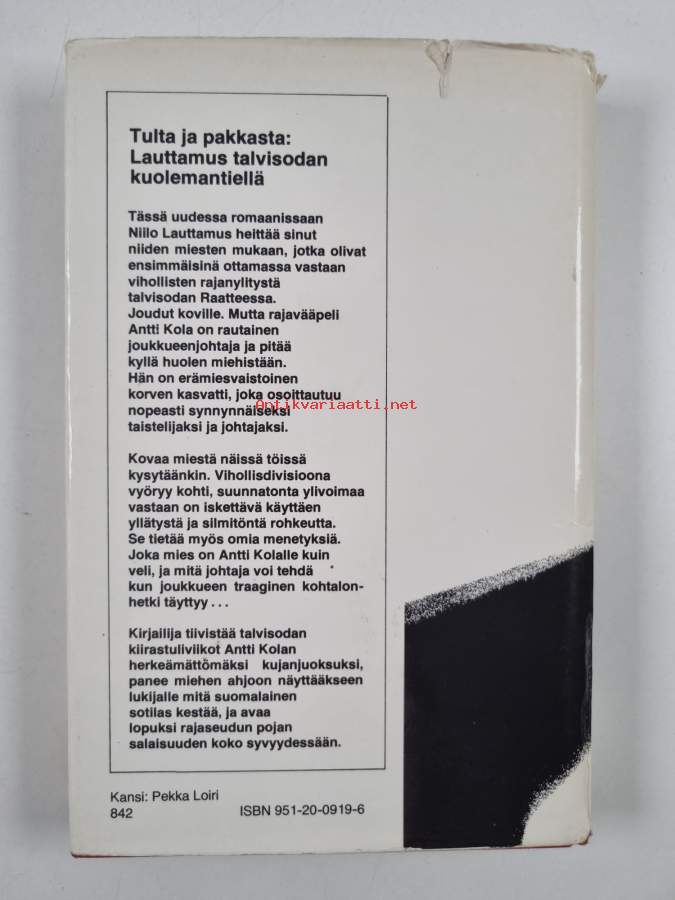 Tulta ja pakkasta:
Lauttamus talvisodan
kuolemantiellä
Tässä uudessa romaanissaan
Niilo Lauttamus heittää sinut
niiden miesten mukaan, jotka olivat
ensimmäisinä ottamassa vastaan
vihollisten rajanylitystä
talvisodan Raatteessa.
Joudut koville. Mutta rajavääpeli
Antti Kola on rautainen
joukkueenjohtaja ja pitää
kyllä huolen miehistään.
Hän on erämiesvaistoinen
korven kasvatti, joka osoittautuu
nopeasti synnynnäiseksi
taistelijaksi ja johtajaksi.
Antikvariaatti.net
Kovaa miestä näissä töissä
kysytäänkin. Vihollisdivisioona
vyöryy kohti, suunnatonta ylivoimaa
vastaan on iskettävä käyttäen
yllätystä ja silmitöntä rohkeutta.
Se tietää myös omia menetyksiä.
Joka mies on Antti Kolalle kuin
veli, ja mitä johtaja voi tehdä
kun joukkueen traaginen kohtalon-
hetki täyttyy...
Kirjailija tiivistää talvisodan
kiirastuliviikot Antti Kolan
herkeämättömäksi kujanjuoksuksi,
panee miehen ahjoon näyttääkseen
lukijalle mitä suomalainen
sotilas kestää, ja avaa
lopuksi rajaseudun pojan
salaisuuden koko syvyydessään.
Kansi: Pekka Loiri
842 ISBN 951-20-0919-6